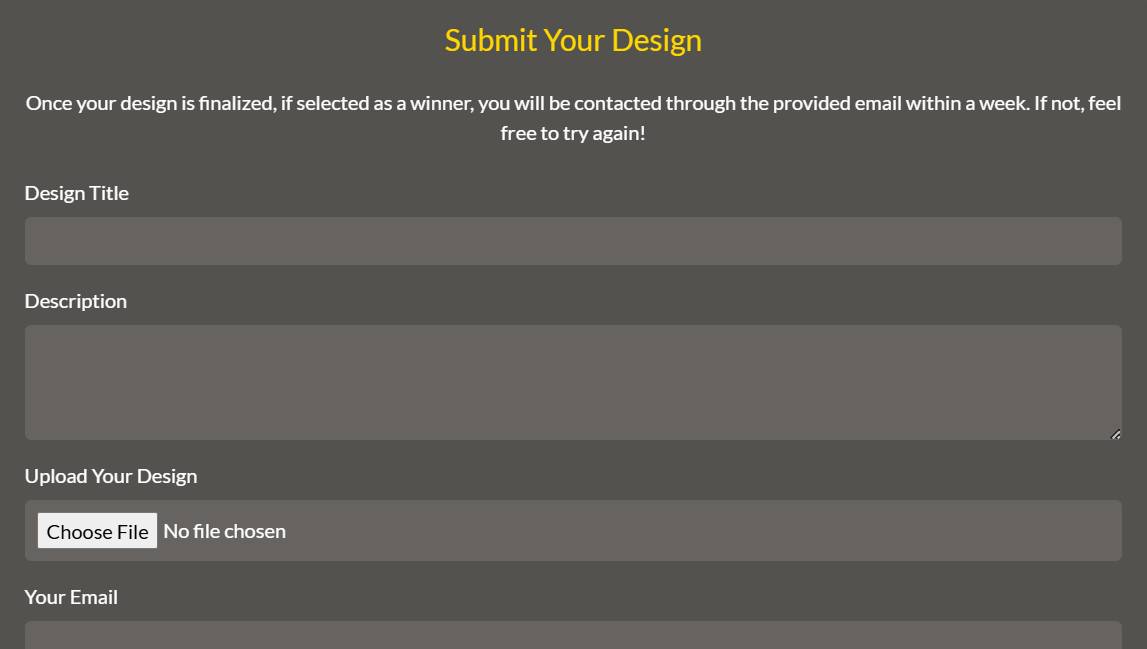 Submit Your Design
Once your design is finalized, if selected as a winner, you will be contacted through the provided email within a week. If not, feel
free to try again!
Design Title
Description
Upload Your Design
Choose File No file chosen
Your Email